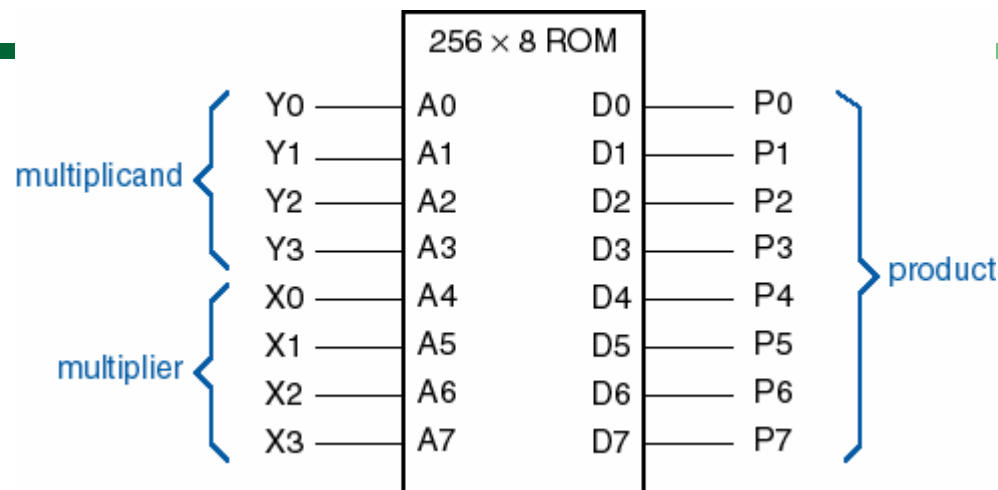 256 × 8 ROM
Y0 A0 D0 P0
Y1 A1 D1 P1
multiplicand
Y2 A2 D2 P2
Y3 A3 D3 P3
product
X0 A4 D4 P4
X1 A5 D5 P5
multiplier
X2 A6 D6 P6
X3 A7 D7 P7